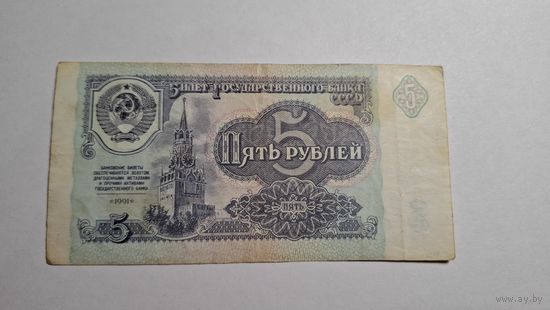 БИЛЕТ ГОСУДАРСТВЕННОГО БАНКА
СССР
5
5
ПЯТЬ РУБЛЕЙ
БАНКОВСКИЕ БИЛЕТЫ
ОБЕСПЕЧИВАЮТСЯ ЗОЛОТОМ,
ДРАГОЦЕННЫМИ МЕТАЛЛАМИ
И ПРОЧИМИ АКТИВАМИ
ГОСУДАРСТВЕННОГО БАНКА
*1991*
ПЯТЬ
5
www.ay.by